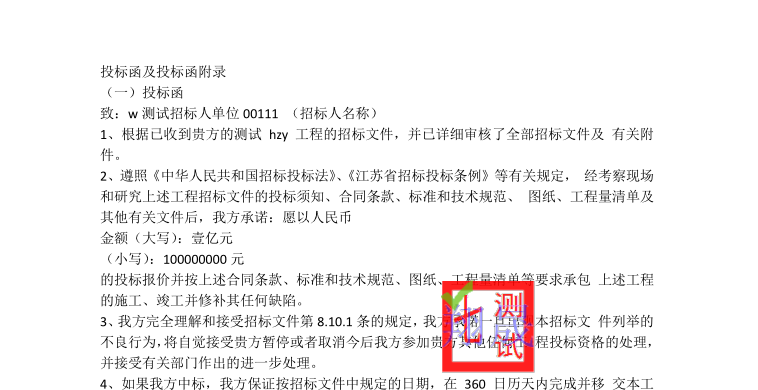 投标函及投标函附录
（一）投标函
致：w 测试招标人单位 00111 （招标人名称）
1、根据已收到贵方的测试 hzy 工程的招标文件，并已详细审核了全部招标文件及 有关附
件。
2、遵照《中华人民共和国招标投标法》、《江苏省招标投标条例》等有关规定， 经考察现场
和研究上述工程招标文件的投标须知、合同条款、标准和技术规范、 图纸、工程量清单及
其他有关文件后，我方承诺：愿以人民币
金额（大写）：壹亿元
（小写）：100000000 元
的投标报价并按上述合同条款、标准和技术规范、图纸、工程量清单等要求承包 上述工程
的施工、竣工并修补其任何缺陷。
3、我方完全理解和接受招标文件第 8.10.1 条的规定，我方承诺一旦出现本招标文 件列举的
不良行为，将自觉接受贵方暂停或者取消今后我方参加贵方其他任何工程投标资格的处理，
并接受有关部门作出的进一步处理。
4、如果我方中标，我方保证按招标文件中规定的日期，在 360 日历天内完成并移 交本工
测试
七